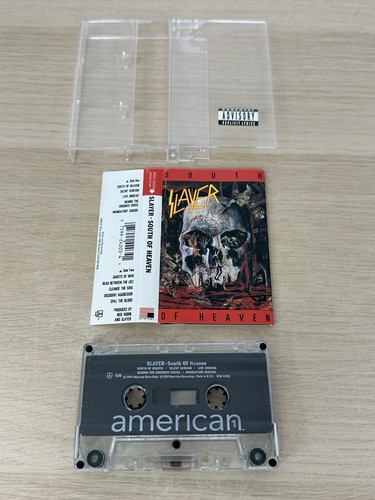 PARENTAL
ADVISORY
EXPLICIT LYRICS
SOUTH
SLAYER
OF HEAVEN
SLAYER · SOUTH OF HEAVEN
Side One
SOUTH OF HEAVEN
SILENT SCREAM
LIVE UNDEAD
BEHIND THE
CROOKED CROSS
MANDATORY SUICIDE
Side Two
GHOSTS OF WAR
READ BETWEEN THE LIES
CLEANSE THE SOUL
DISSIDENT AGGRESSOR
SPILL THE BLOOD
PRODUCED BY
RICK RUBIN
AND SLAYER
SLAYER-South Of Heaven
SOUTH OF HEAVEN • SILENT SCREAM • LIVE UNDEAD
BEHIND THE CROOKED CROSS • MANDATORY SUICIDE
american
1